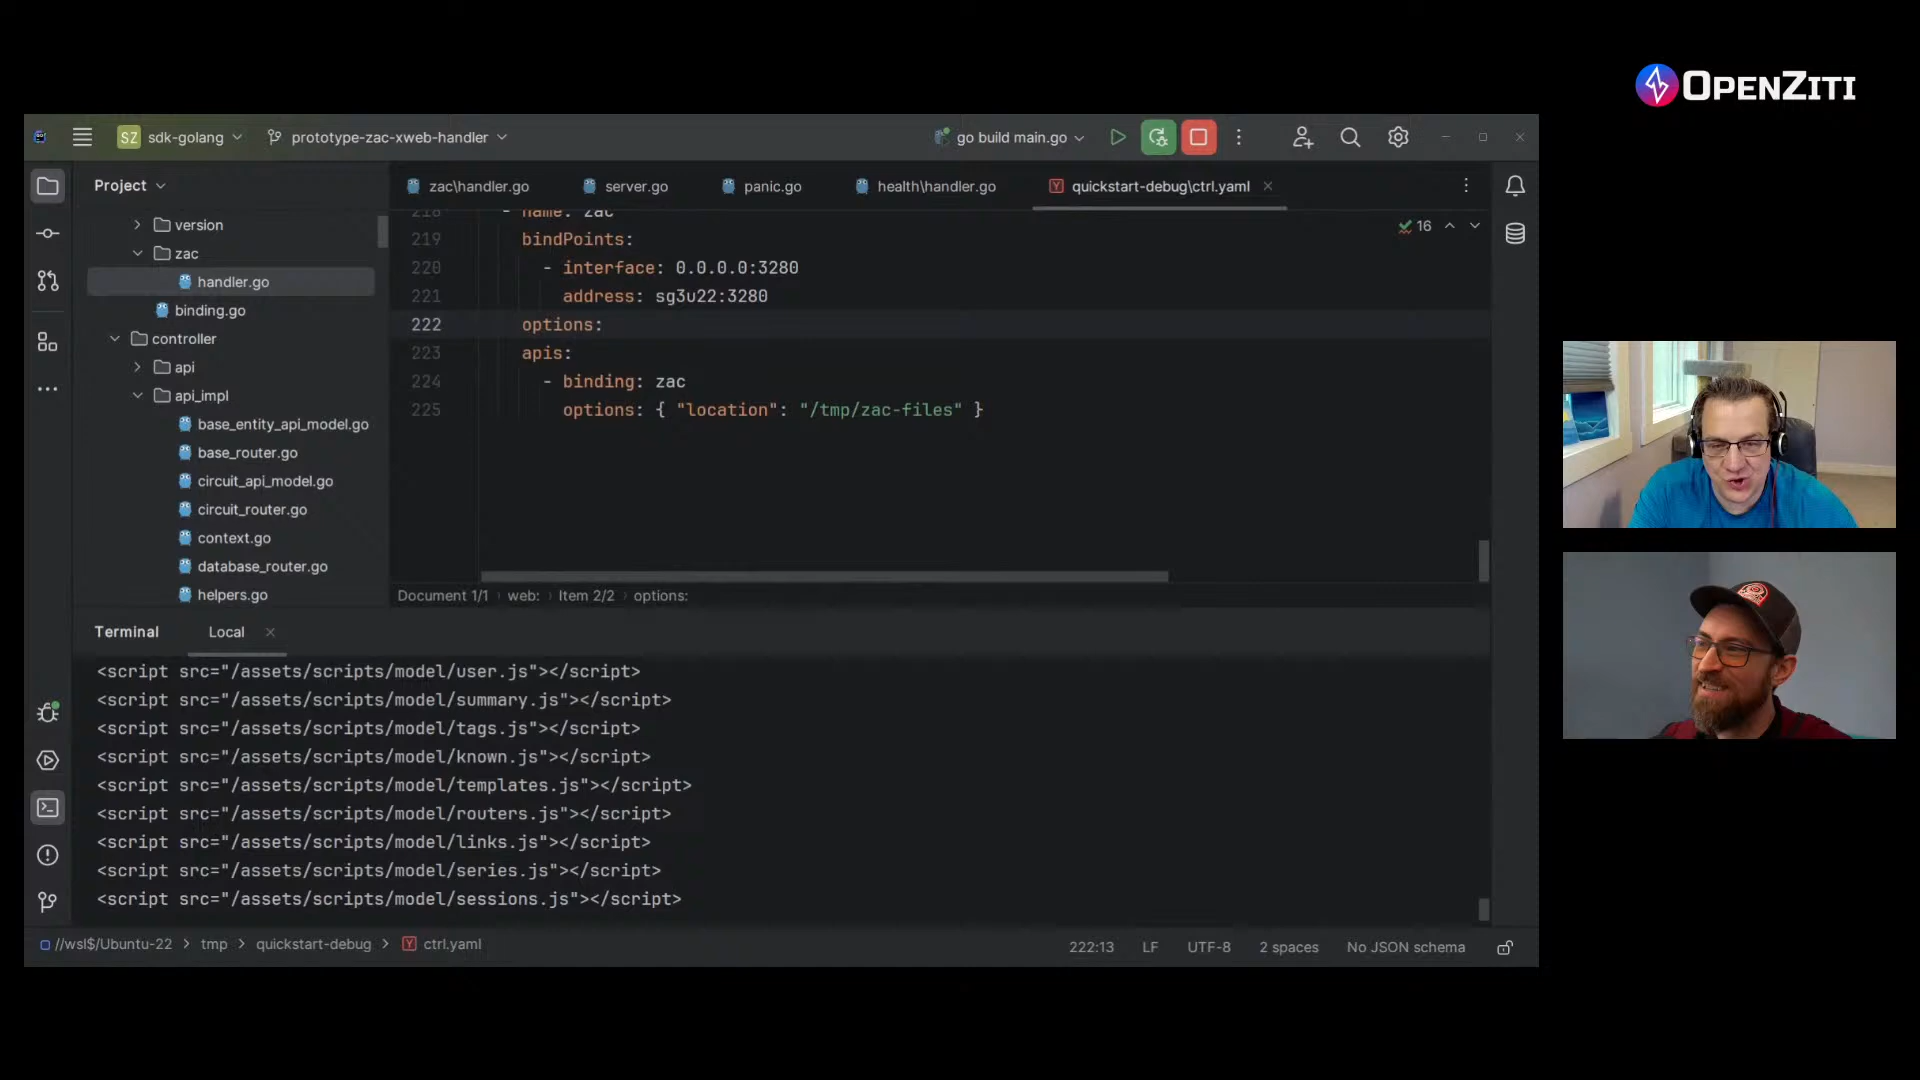 OPENZITI
SZ sdk-golang prototype-zac-xweb-handler go build main.go
Project
zac\handler.go server.go panic.go health\handler.go quickstart-debug\ctrl.yaml
version
zac
handler.go
binding.go
controller
api
api_impl
base_entity_api_model.go
base_router.go
circuit_api_model.go
circuit_router.go
context.go
database_router.go
helpers.go
218 - name: zac
219 bindPoints:
220 - interface: 0.0.0.0:3280
221 address: sg3u22:3280
222 options:
223 apis:
224 - binding: zac
225 options: { "location": "/tmp/zac-files" }
16
Document 1/1 › web: › Item 2/2 › options:
Terminal Local
<script src="/assets/scripts/model/user.js"></script>
<script src="/assets/scripts/model/summary.js"></script>
<script src="/assets/scripts/model/tags.js"></script>
<script src="/assets/scripts/model/known.js"></script>
<script src="/assets/scripts/model/templates.js"></script>
<script src="/assets/scripts/model/routers.js"></script>
<script src="/assets/scripts/model/links.js"></script>
<script src="/assets/scripts/model/series.js"></script>
<script src="/assets/scripts/model/sessions.js"></script>
//wsl$/Ubuntu-22 > tmp > quickstart-debug > ctrl.yaml
222:13 LF UTF-8 2 spaces No JSON schema